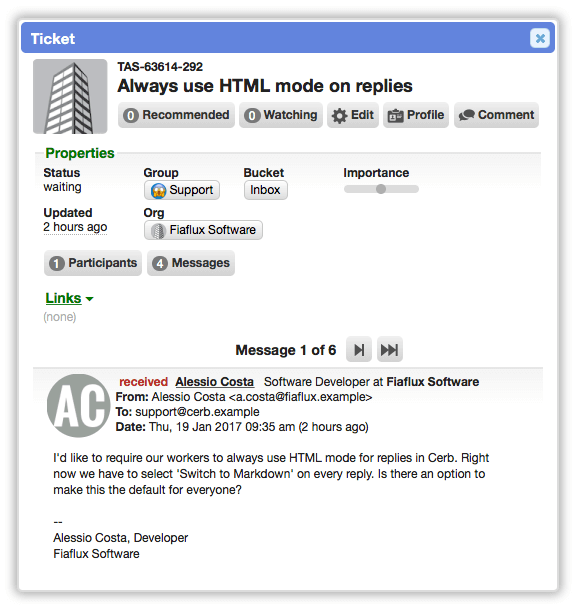 Ticket
TAS-63614-292
Always use HTML mode on replies
0 Recommended 0 Watching Edit Profile Comment
Properties
Status Group Bucket Importance
waiting Support Inbox
Updated Org
2 hours ago Fiaflux Software
1 Participants 4 Messages
Links
(none)
Message 1 of 6
AC
received Alessio Costa Software Developer at Fiaflux Software
From: Alessio Costa <a.costa@fiaflux.example>
To: support@cerb.example
Date: Thu, 19 Jan 2017 09:35 am (2 hours ago)
I'd like to require our workers to always use HTML mode for replies in Cerb. Right
now we have to select 'Switch to Markdown' on every reply. Is there an option to
make this the default for everyone?
--
Alessio Costa, Developer
Fiaflux Software